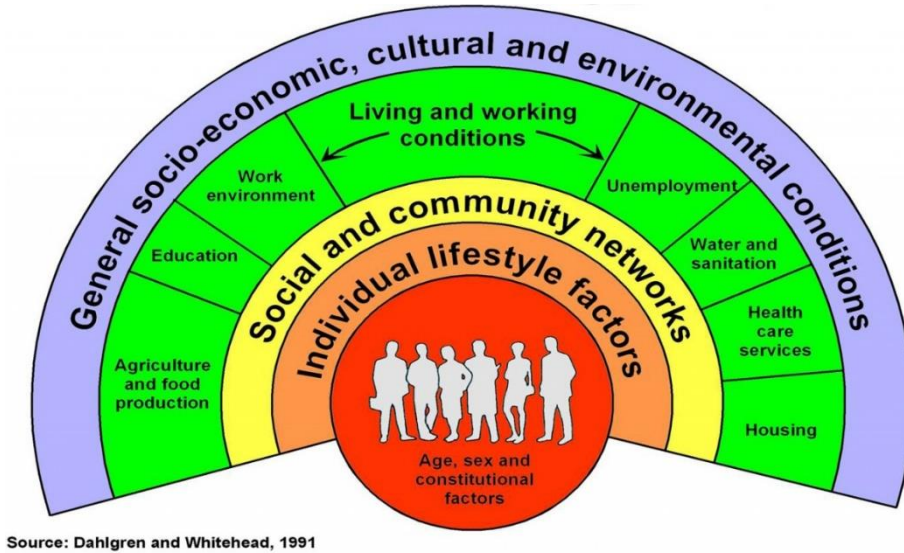 General socio-economic, cultural and environmental conditions
Living and working
conditions
Work
environment
Unemployment
Education
Water and
sanitation
Agriculture
and food
production
Health
care
services
Housing
Social and community networks
Individual lifestyle factors
Age, sex and
constitutional
factors
Source: Dahlgren and Whitehead, 1991